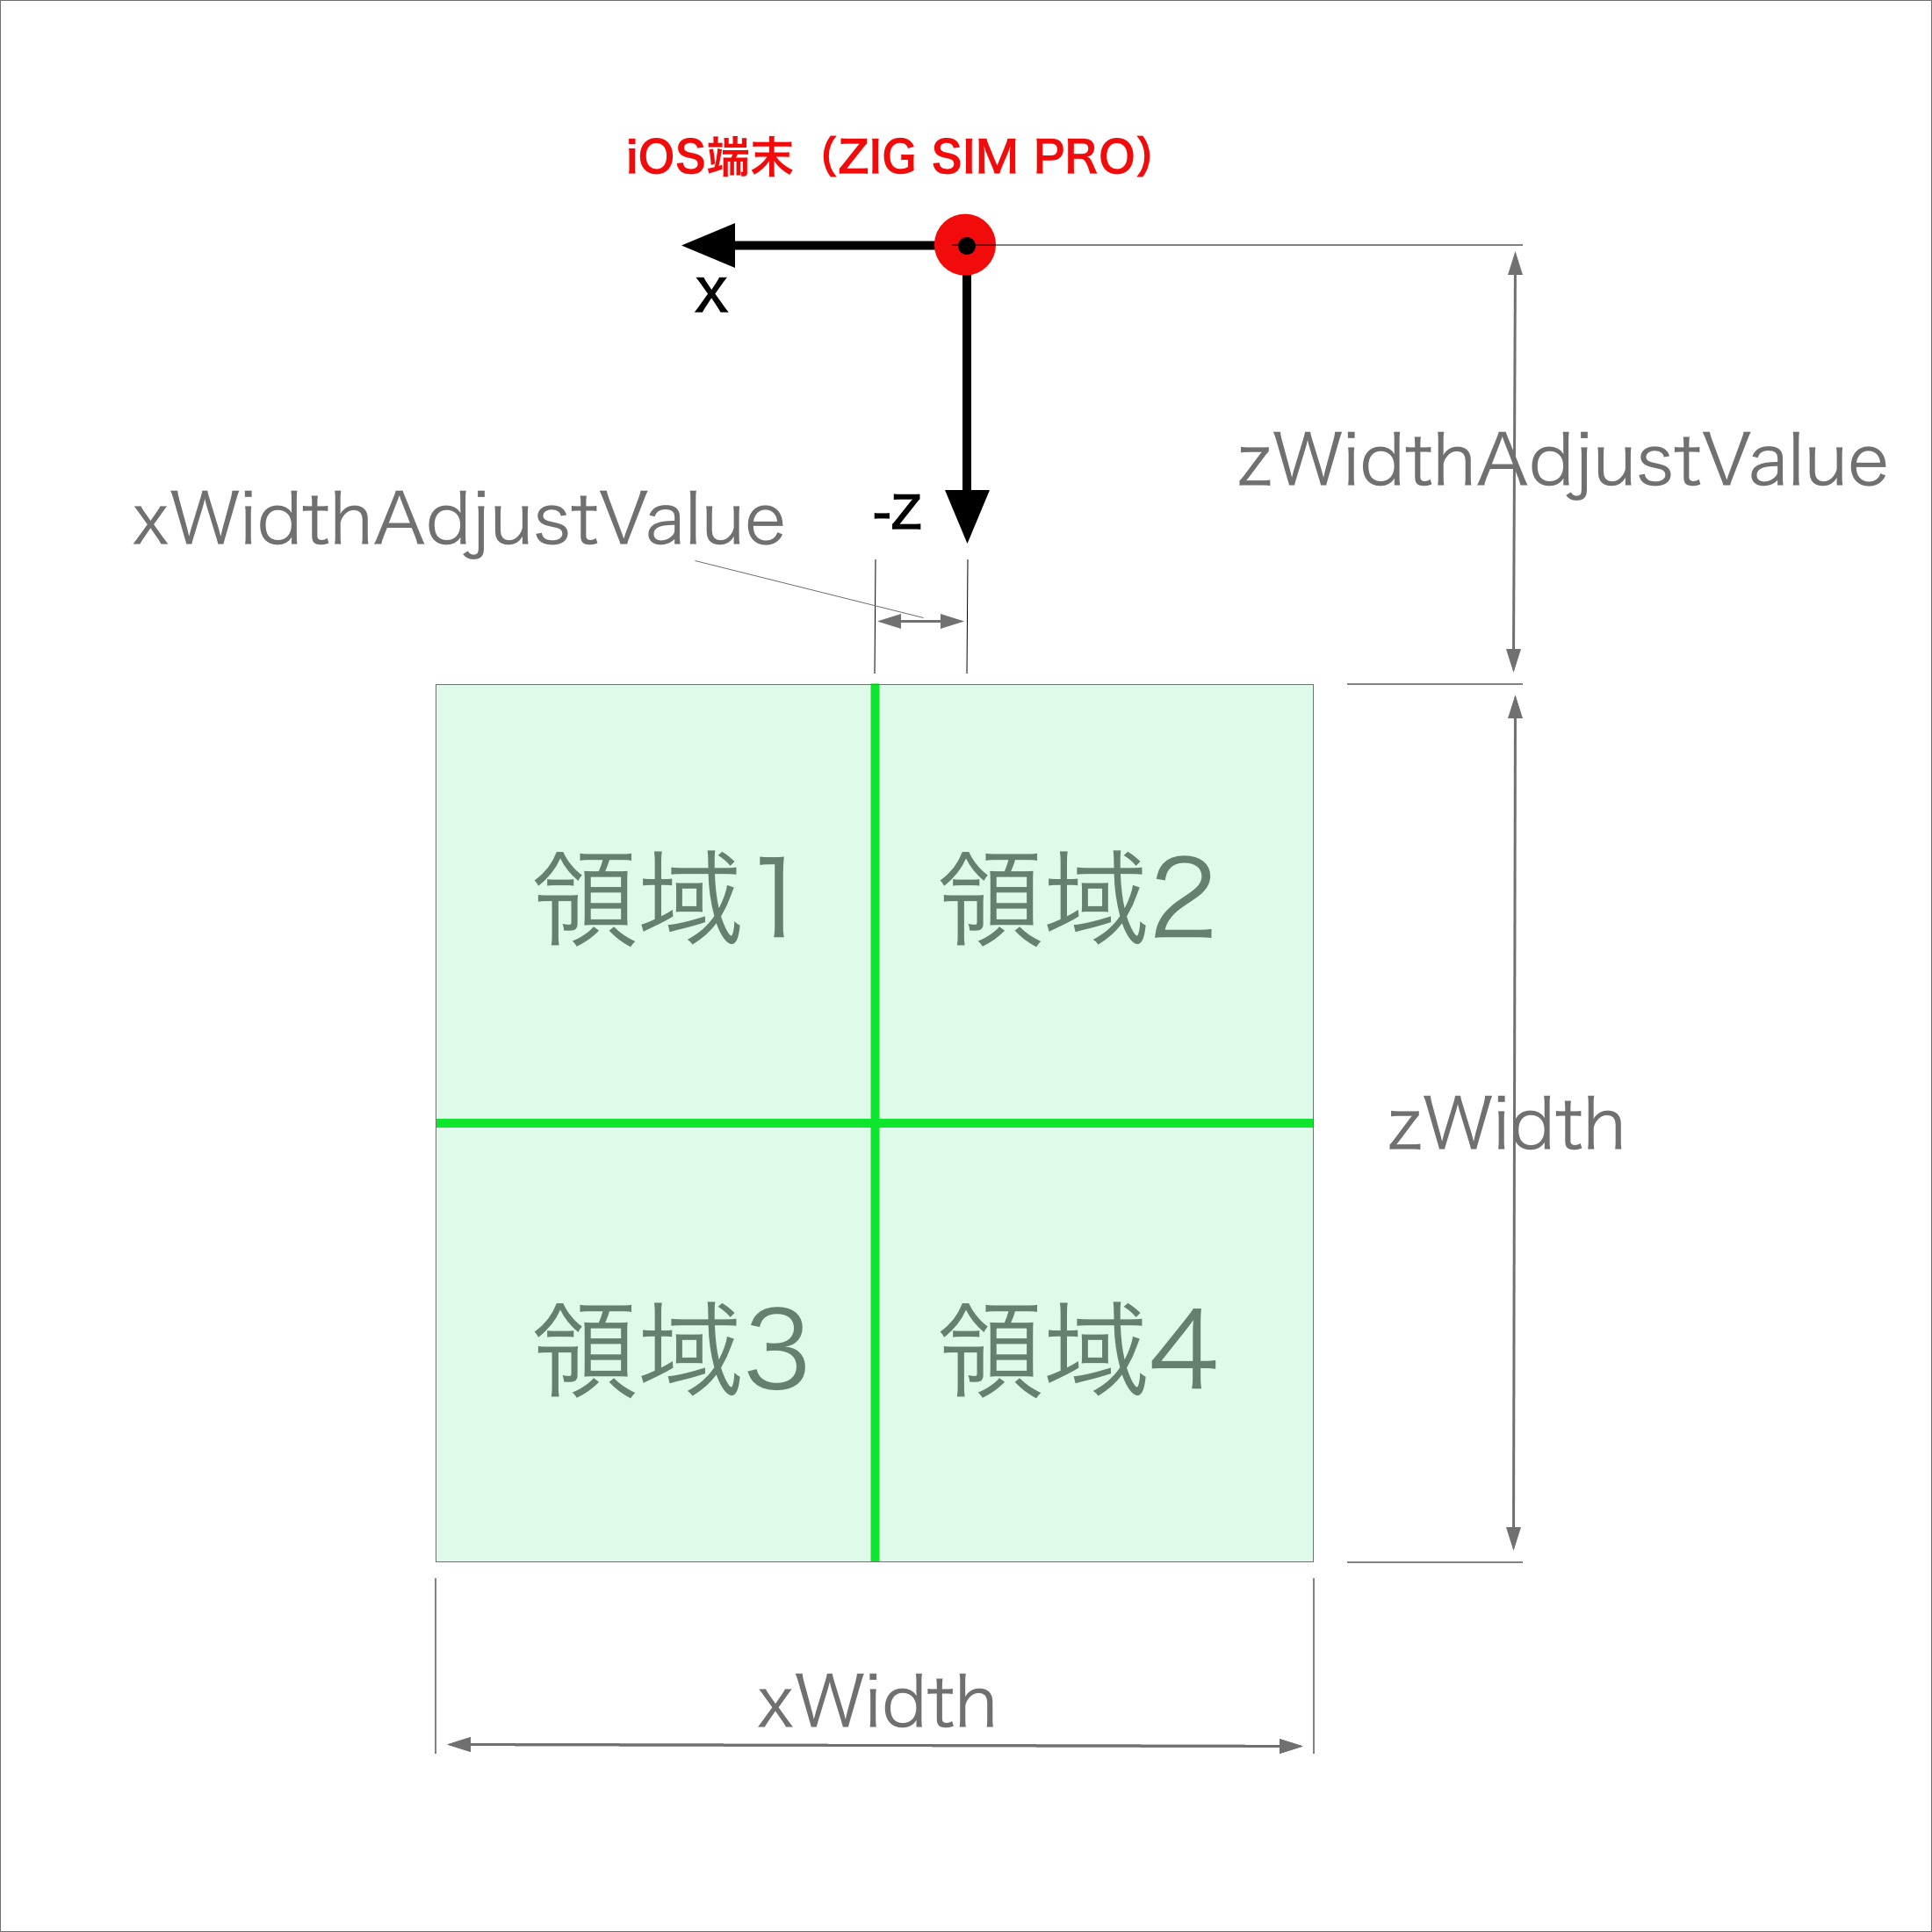 iOS端末（ZIG SIM PRO）
x
zWidthAdjustValue
xWidthAdjustValue
-z
領域1
領域2
zWidth
領域3
領域4
xWidth